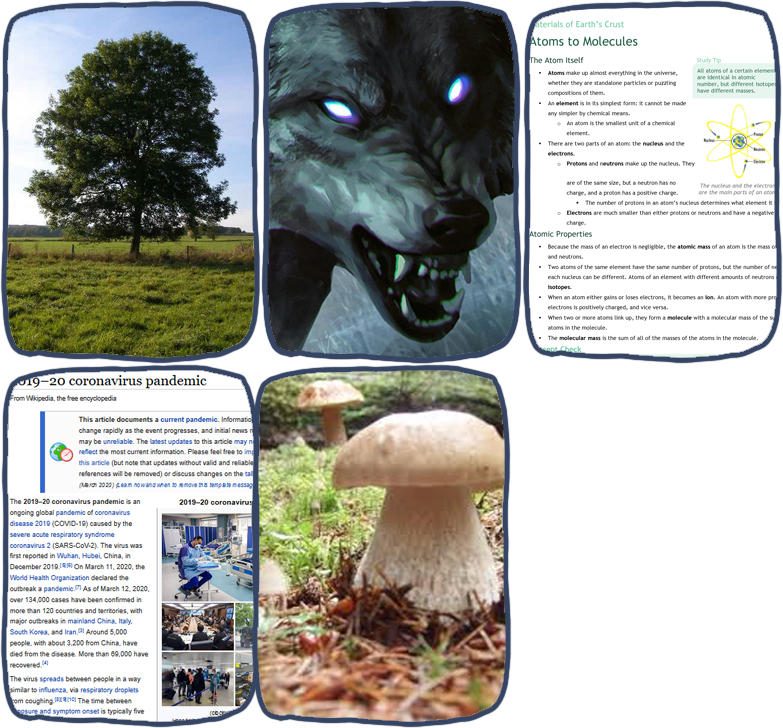 Materials of Earth's Crust
Atoms to Molecules
The Atom Itself
Atoms make up almost everything in the universe,
whether they are standalone particles or puzzling
compositions of them.
An element is in its simplest form: it cannot be made
any simpler by chemical means.
An atom is the smallest unit of a chemical
element.
There are two parts of an atom: the nucleus and the
electrons.
Protons and neutrons make up the nucleus. They
are of the same size, but a neutron has no
charge, and a proton has a positive charge.
The number of protons in an atom's nucleus determines what element it
Electrons are much smaller than either protons or neutrons and have a negative
charge.
Study Tip
All atoms of a certain element
are identical in atomic
number, but different isotopes
have different masses.
Nucleus
Proton
Neutron
Electron
The nucleus and the electrons
are the main parts of an atom
Atomic Properties
Because the mass of an electron is negligible, the atomic mass of an atom is the mass of
and neutrons.
Two atoms of the same element have the same number of protons, but the number of ne
each nucleus can be different. Atoms of an element with different amounts of neutrons
isotopes.
When an atom either gains or loses electrons, it becomes an ion. An atom with more pro
electrons is positively charged, and vice versa.
When two or more atoms link up, they form a molecule with a molecular mass of the su
atoms in the molecule.
The molecular mass is the sum of all of the masses of the atoms in the molecule.
Check
2019–20 coronavirus pandemic
From Wikipedia, the free encyclopedia
This article documents a current pandemic. Informatio
change rapidly as the event progresses, and initial news r
may be unreliable. The latest updates to this article may n
reflect the most current information. Please feel free to im
this article (but note that updates without valid and reliable
references will be removed) or discuss changes on the tal
(March 2020) (Learn how and when to remove this template messag
The 2019–20 coronavirus pandemic is an
ongoing global pandemic of coronavirus
disease 2019 (COVID-19) caused by the
severe acute respiratory syndrome
coronavirus 2 (SARS-CoV-2). The virus was
first reported in Wuhan, Hubei, China, in
December 2019.[5][6] On March 11, 2020, the
World Health Organization declared the
outbreak a pandemic.[7] As of March 12, 2020,
over 134,000 cases have been confirmed in
more than 120 countries and territories, with
major outbreaks in mainland China, Italy,
South Korea, and Iran.[3] Around 5,000
people, with about 3,200 from China, have
died from the disease. More than 69,000 have
recovered.[4]
The virus spreads between people in a way
similar to influenza, via respiratory droplets
from coughing.[8][9][10] The time between
exposure and symptom onset is typically five
2019–20 coronavirus